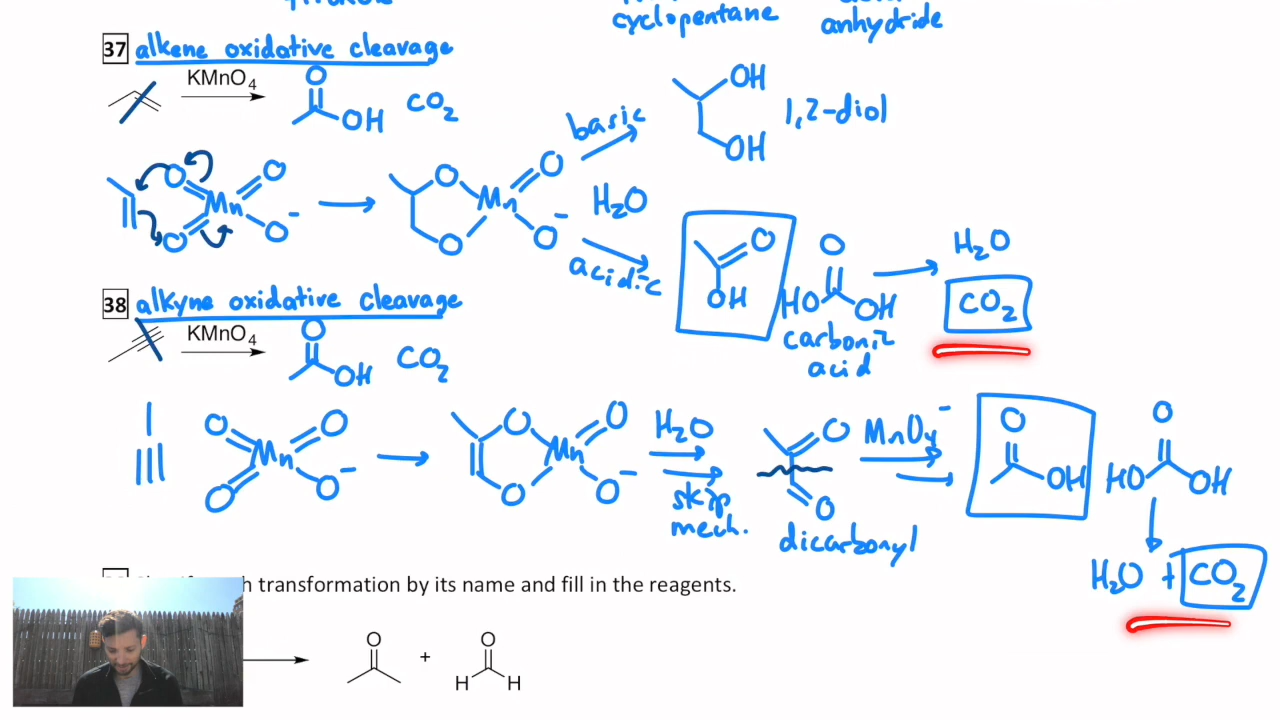 cyclopentane
anhydride
37 alkene oxidative cleavage
KMnO4
O
OH
CO2
basic
OH
OH
1,2-diol
O
O
Mn
O
O-
O
Mn
O
O
O-
H2O
acidic
O
OH
O
HO
OH
carbonic
acid
H2O
CO2
38 alkyne oxidative cleavage
KMnO4
O
OH
CO2
O
O
Mn
O
O-
O
Mn
O
O
O-
H2O
skip
mech.
O
O
dicarbonyl
MnO4-
O
OH
O
HO
OH
H2O + CO2
transformation by its name and fill in the reagents.
O
+
O
H
H